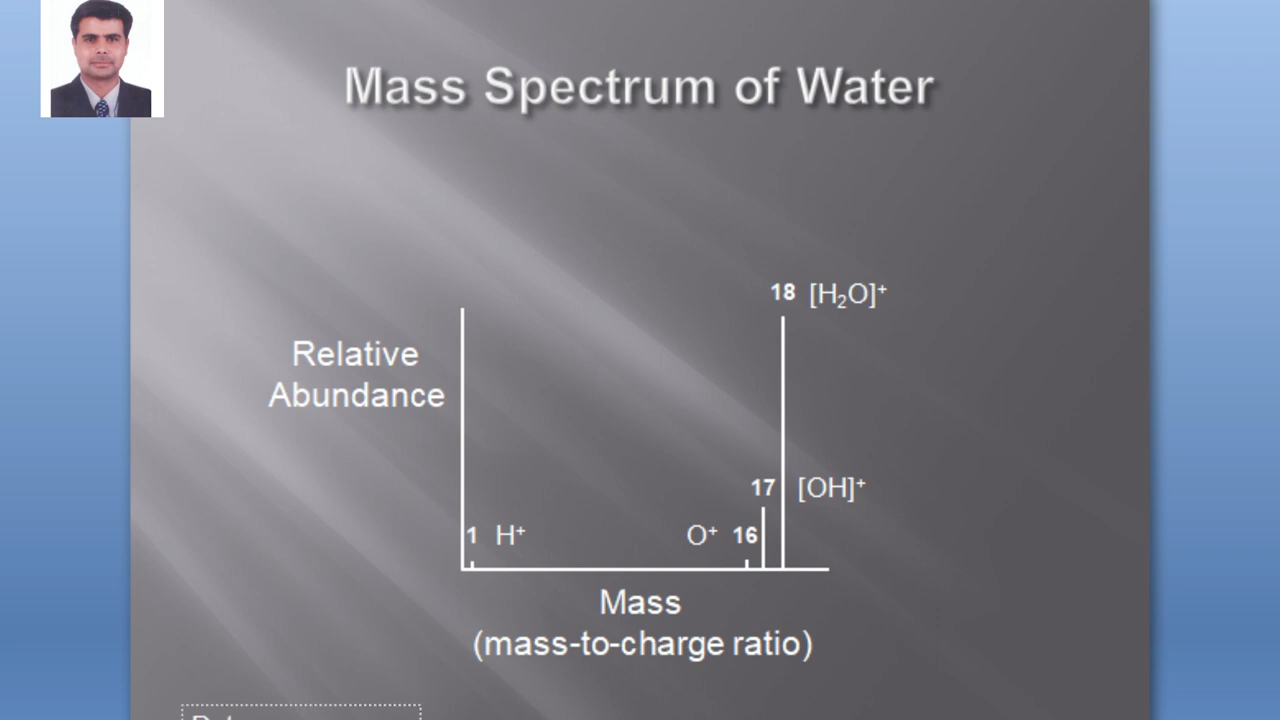 Mass Spectrum of Water
18 [H₂O]⁺
Relative
Abundance
17 [OH]⁺
1 H⁺ O⁺ 16
Mass
(mass-to-charge ratio)